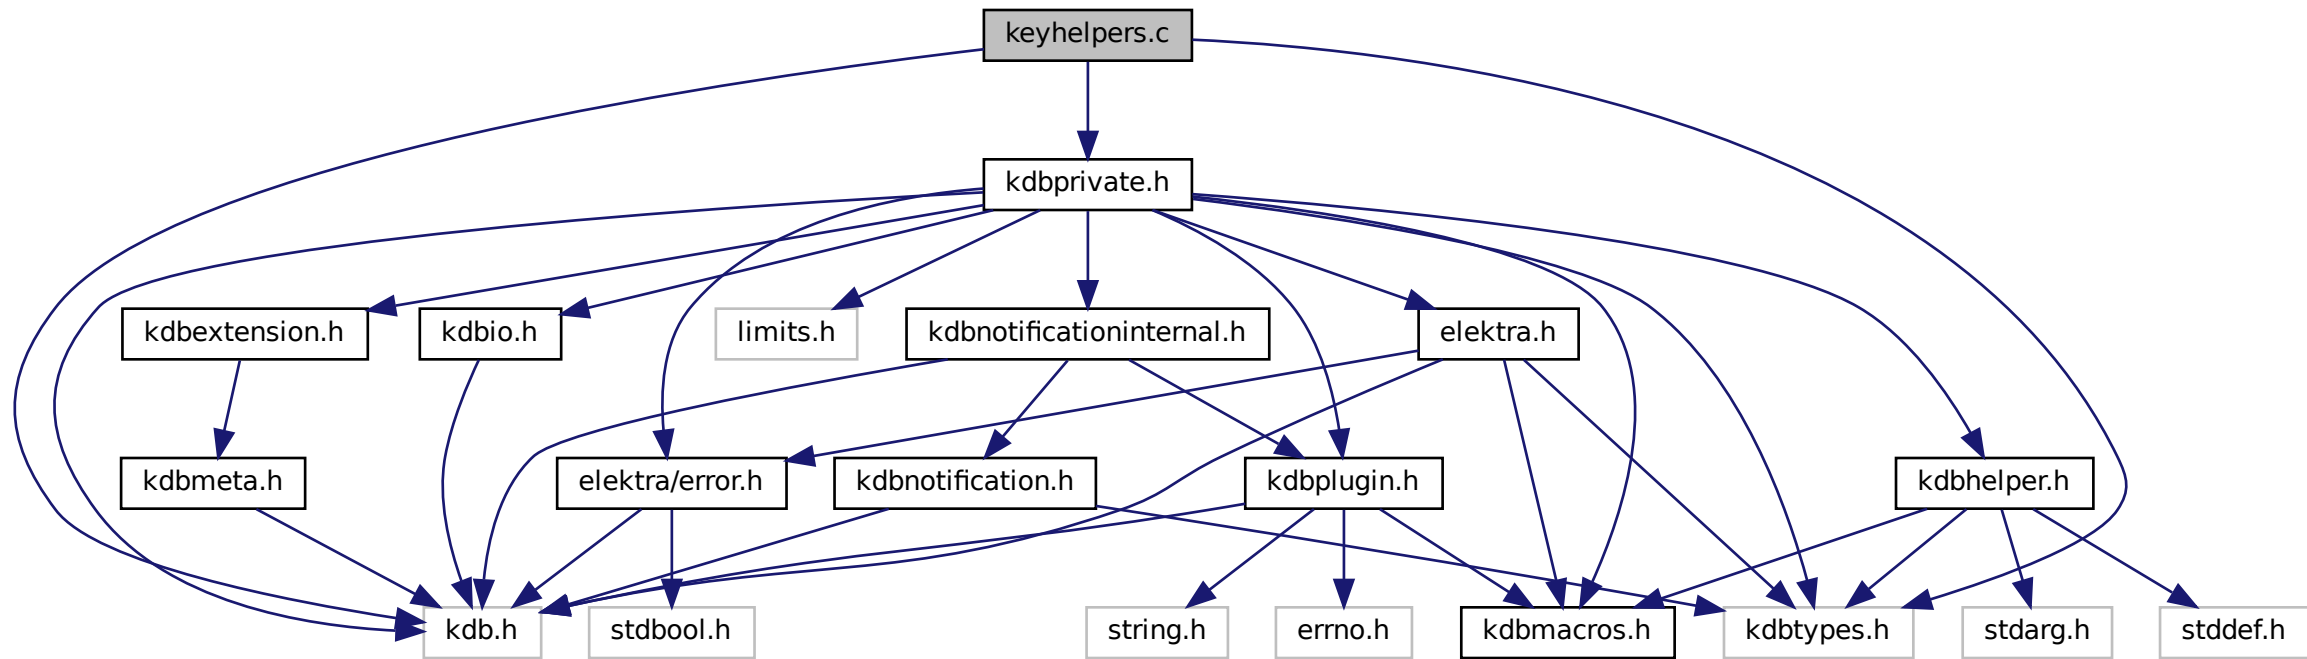 keyhelpers.c
kdbprivate.h
kdbextension.h
kdbio.h
limits.h
kdbnotificationinternal.h
elektra.h
kdbmeta.h
elektra/error.h
kdbnotification.h
kdbplugin.h
kdbhelper.h
kdb.h
stdbool.h
string.h
errno.h
kdbmacros.h
kdbtypes.h
stdarg.h
stddef.h